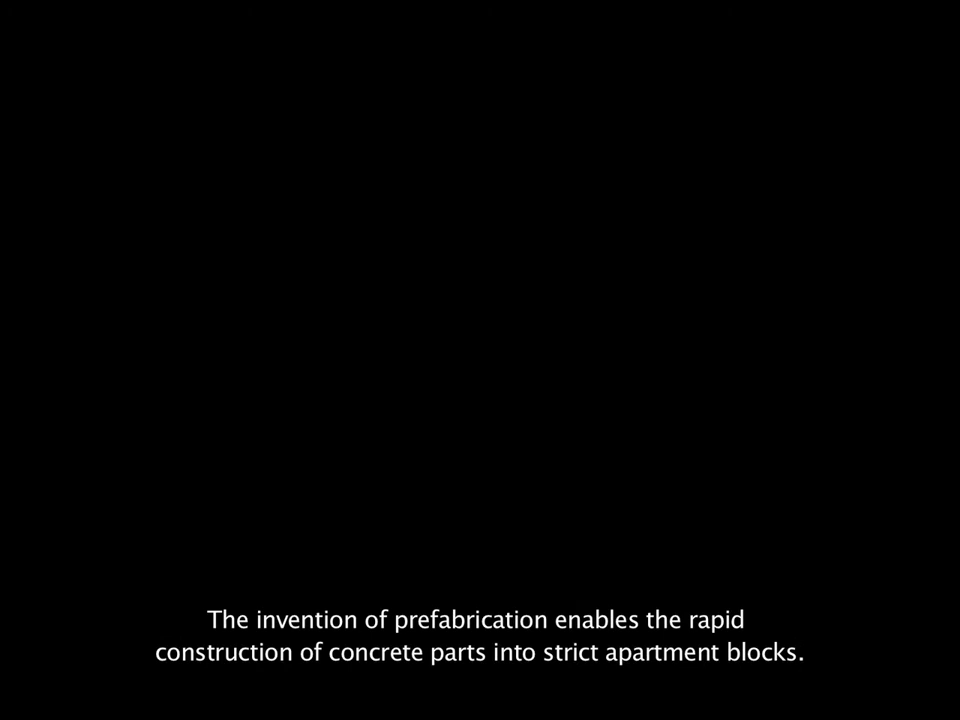 The invention of prefabrication enables the rapid
construction of concrete parts into strict apartment blocks.